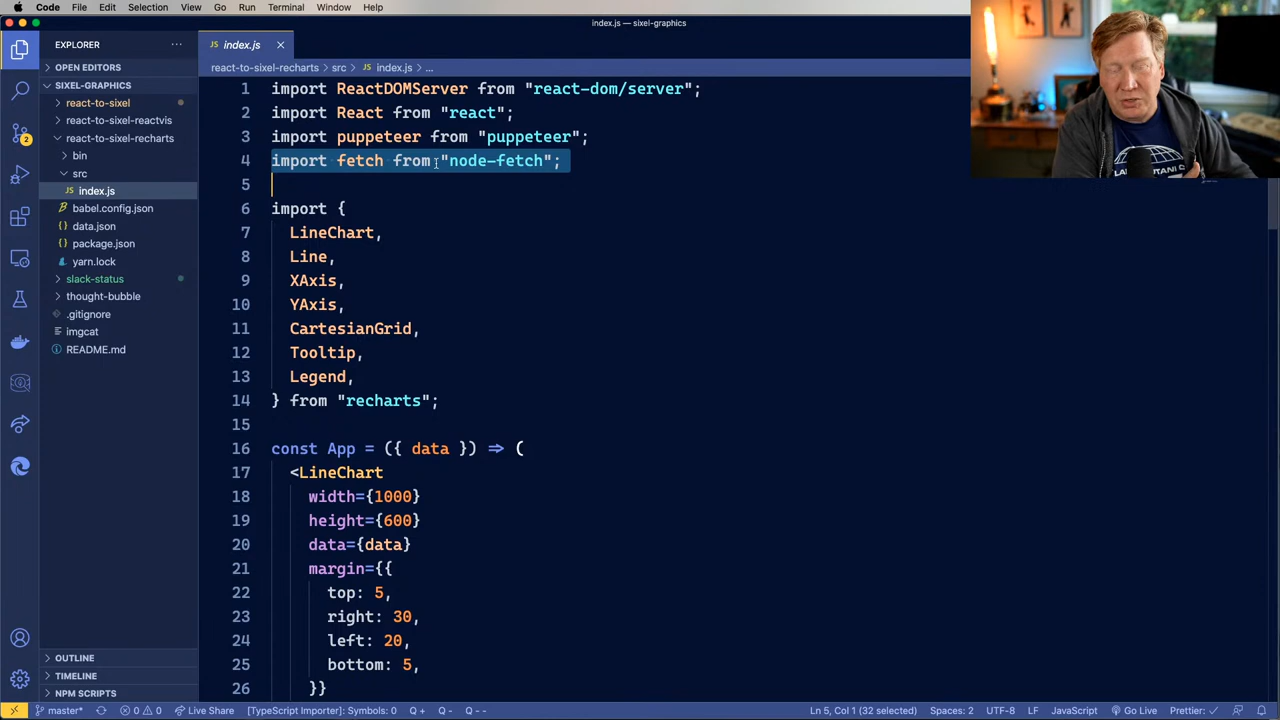 Code File Edit Selection View Go Run Terminal Window Help
index.js — sixel-graphics
EXPLORER
OPEN EDITORS
SIXEL-GRAPHICS
react-to-sixel
react-to-sixel-reactvis
react-to-sixel-recharts
bin
src
index.js
babel.config.json
data.json
package.json
yarn.lock
slack-status
thought-bubble
.gitignore
imgcat
README.md
OUTLINE
TIMELINE
NPM SCRIPTS
2
JS index.js
react-to-sixel-recharts > src > JS index.js > ...
1 import ReactDOMServer from "react-dom/server";
2 import React from "react";
3 import puppeteer from "puppeteer";
4 import fetch from "node-fetch";
5
6 import {
7 LineChart,
8 Line,
9 XAxis,
10 YAxis,
11 CartesianGrid,
12 Tooltip,
13 Legend,
14 } from "recharts";
15
16 const App = ({ data }) => (
17 <LineChart
18 width={1000}
19 height={600}
20 data={data}
21 margin={{
22 top: 5,
23 right: 30,
24 left: 20,
25 bottom: 5,
26 }}
master* 0 0 Live Share [TypeScript Importer]: Symbols: 0 Q + Q - Q - - Ln 5, Col 1 (32 selected) Spaces: 2 UTF-8 LF JavaScript Go Live Prettier: ✓